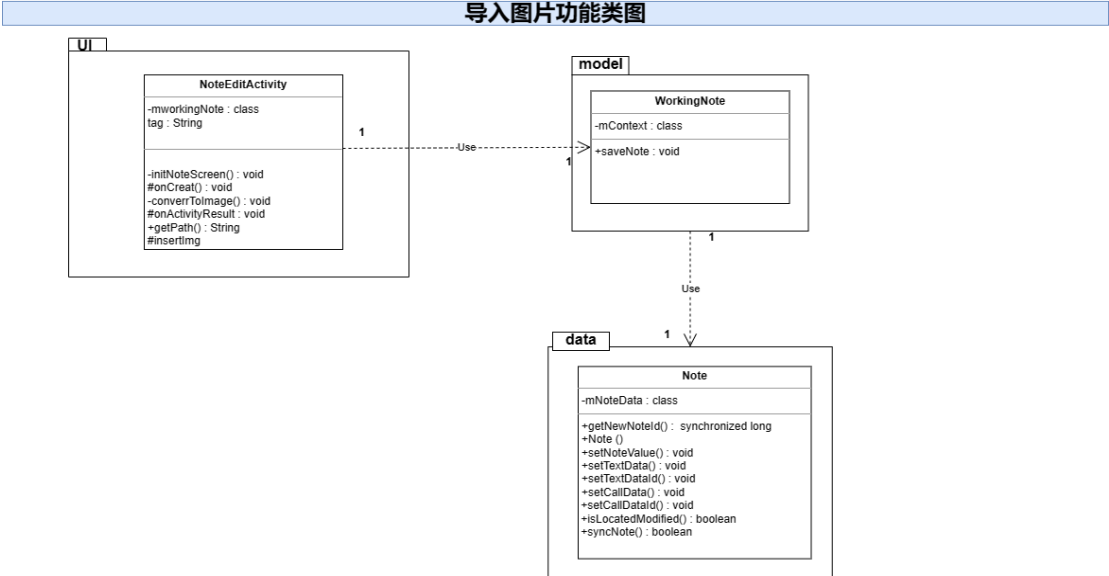 导入图片功能类图
UI
NoteEditActivity
-mworkingNote : class
tag : String
-initNoteScreen() : void
#onCreat() : void
-converrToImage() : void
#onActivityResult : void
+getPath() : String
#insertImg
1
Use
1
model
WorkingNote
-mContext : class
+saveNote : void
1
Use
1
data
Note
-mNoteData : class
+getNewNoteId() : synchronized long
+Note ()
+setNoteValue() : void
+setTextData() : void
+setTextDataId() : void
+setCallData() : void
+setCallDataId() : void
+isLocatedModified() : boolean
+syncNote() : boolean